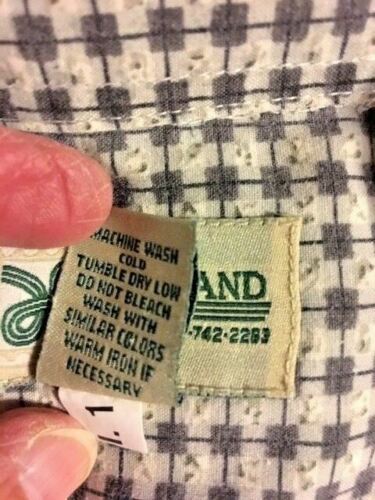 MACHINE WASH
COLD
TUMBLE DRY LOW
DO NOT BLEACH
WASH WITH
SIMILAR COLORS
WARM IRON IF
NECESSARY
AND
-742-2283
.1